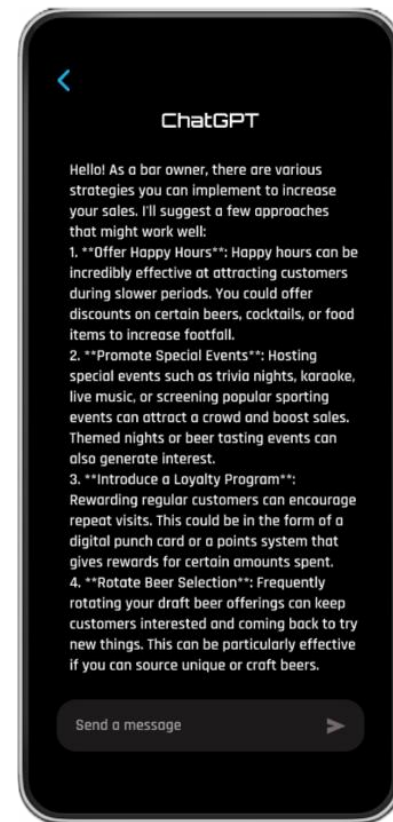 ChatGPT
Hello! As a bar owner, there are various
strategies you can implement to increase
your sales. I'll suggest a few approaches
that might work well:
1. **Offer Happy Hours**: Happy hours can be
incredibly effective at attracting customers
during slower periods. You could offer
discounts on certain beers, cocktails, or food
items to increase footfall.
2. **Promote Special Events**: Hosting
special events such as trivia nights, karaoke,
live music, or screening popular sporting
events can attract a crowd and boost sales.
Themed nights or beer tasting events can
also generate interest.
3. **Introduce a Loyalty Program**:
Rewarding regular customers can encourage
repeat visits. This could be in the form of a
digital punch card or a points system that
gives rewards for certain amounts spent.
4. **Rotate Beer Selection**: Frequently
rotating your draft beer offerings can keep
customers interested and coming back to try
new things. This can be particularly effective
if you can source unique or craft beers.
Send a message